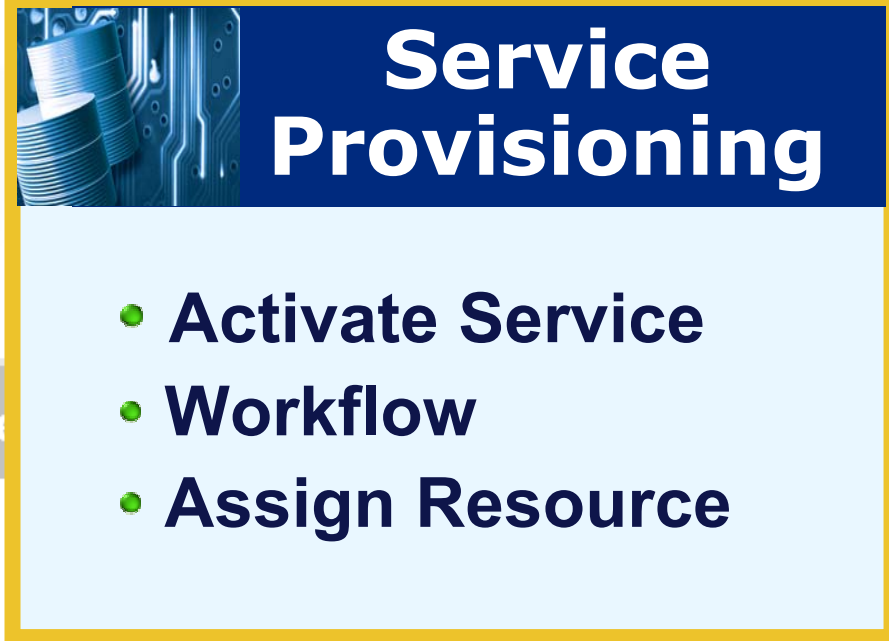 Service
Provisioning
Activate Service
Workflow
Assign Resource